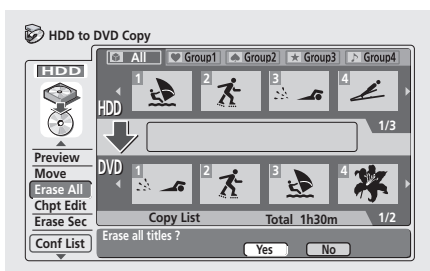 HDD to DVD Copy
All Group1 Group2 Group3 Group4
HDD
1 2 3 4
HDD
1/3
Preview
Move
Erase All
Chpt Edit
Erase Sec
Conf List
DVD
1 2 3 4
Copy List Total 1h30m 1/2
Erase all titles ?
Yes No